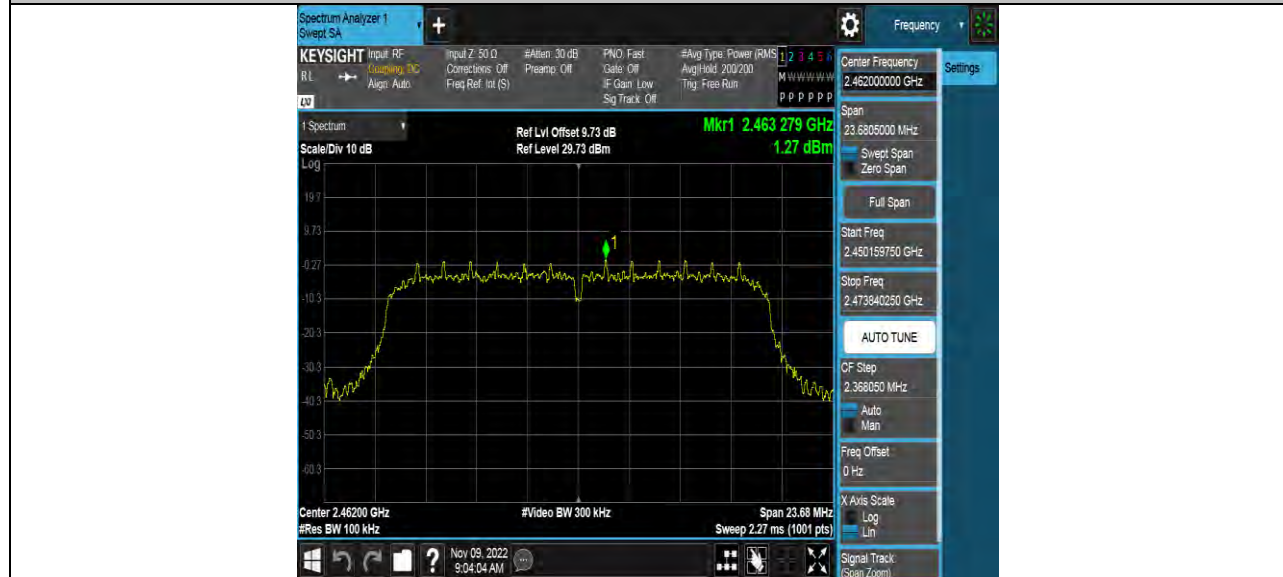 Spectrum Analyzer 1
Swept SA
+
Frequency
KEYSIGHT
Input: RF
Coupling: DC
Align: Auto
RL
LXI
Input Z: 50 Ω
Corrections: Off
Freq Ref: Int (S)
#Atten: 30 dB
Preamp: Off
PNO: Fast
Gate: Off
IF Gain: Low
Sig Track: Off
#Avg Type: Power (RMS
Avg|Hold: 200/200
Trig: Free Run
1 2 3 4 5 6
M W W W W W
P P P P P P
1 Spectrum
Scale/Div 10 dB
Log
Ref Lvl Offset 9.73 dB
Ref Level 29.73 dBm
Mkr1 2.463 279 GHz
1.27 dBm
19.7
9.73
-0.27
-10.3
-20.3
-30.3
-40.3
-50.3
-60.3
1
Center 2.46200 GHz
#Res BW 100 kHz
#Video BW 300 kHz
Span 23.68 MHz
Sweep 2.27 ms (1001 pts)
Center Frequency
2.462000000 GHz
Settings
Span
23.6805000 MHz
Swept Span
Zero Span
Full Span
Start Freq
2.450159750 GHz
Stop Freq
2.473840250 GHz
AUTO TUNE
CF Step
2.368050 MHz
Auto
Man
Freq Offset
0 Hz
X Axis Scale
Log
Lin
Signal Track
(Span Zoom)
?
Nov 09, 2022
9:04:04 AM